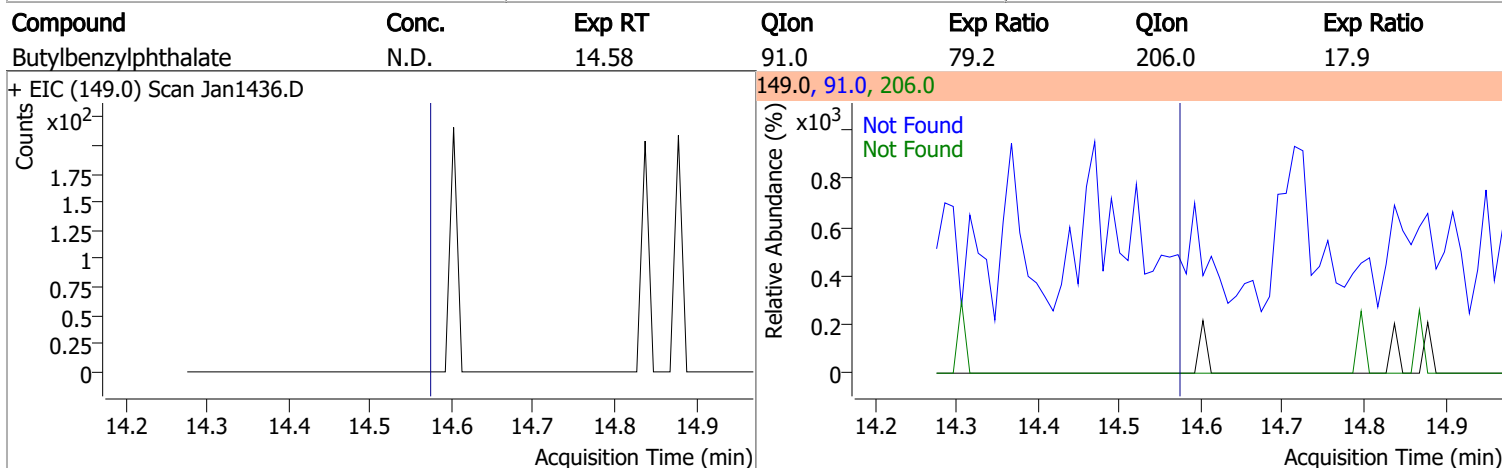 Compound Conc. Exp RT QIon Exp Ratio QIon Exp Ratio
Butylbenzylphthalate N.D. 14.58 91.0 79.2 206.0 17.9
+ EIC (149.0) Scan Jan1436.D
Counts
x10²
1.75
1.5
1.25
1
0.75
0.5
0.25
0
14.2 14.3 14.4 14.5 14.6 14.7 14.8 14.9
Acquisition Time (min)
149.0, 91.0, 206.0
Relative Abundance (%)
x10³
Not Found
Not Found
0.8
0.6
0.4
0.2
0
14.2 14.3 14.4 14.5 14.6 14.7 14.8 14.9
Acquisition Time (min)